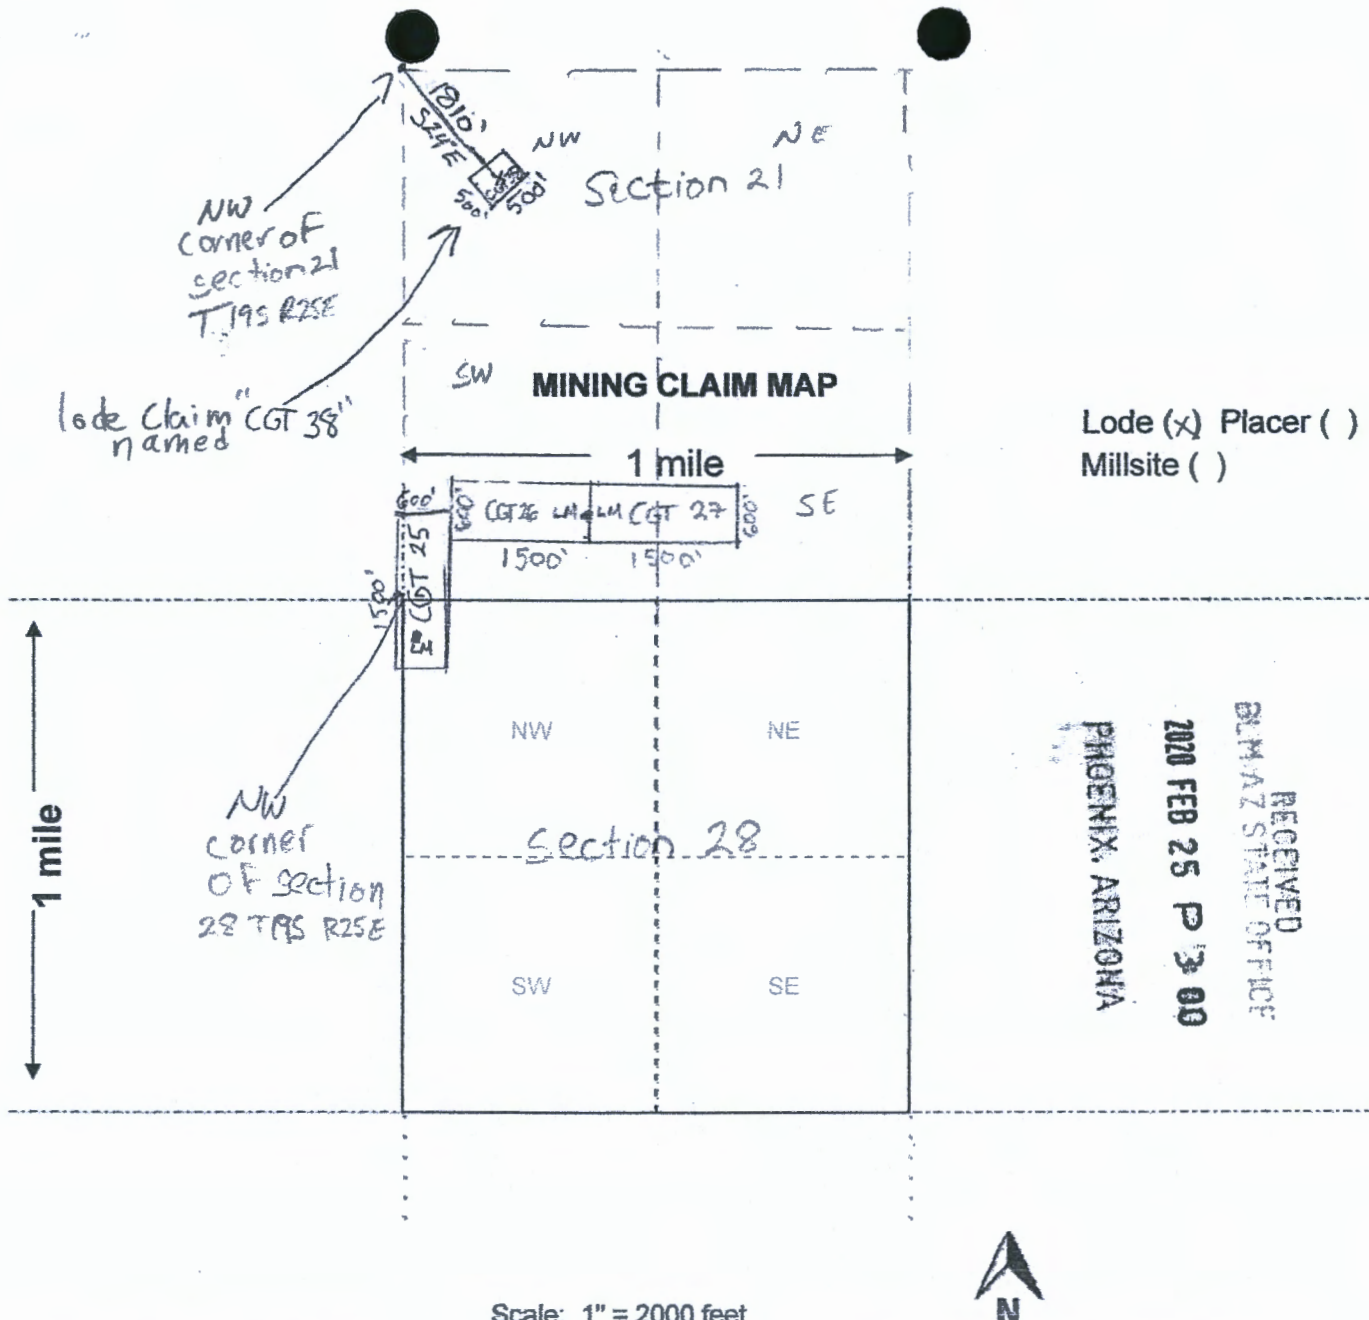 1810'
S24°E
NW
NE
Section 21
500'
500'
NW
corner of
section 21
T19S R25E
SW
MINING CLAIM MAP
lode Claim "CGT 38"
named
Lode (x) Placer ( )
Millsite ( )
1 mile
600'
600'
CGT 26 LM
LM CGT 27
600'
SE
1500'
1500'
CGT 25
1500'
LM
NW
NE
1 mile
NW
corner
of section
28 T19S R25E
Section 28
SW
SE
RECEIVED
BLM AZ STATE OFFICE
2020 FEB 25 P 3:00
PHOENIX, ARIZONA
Scale: 1" = 2000 feet
N